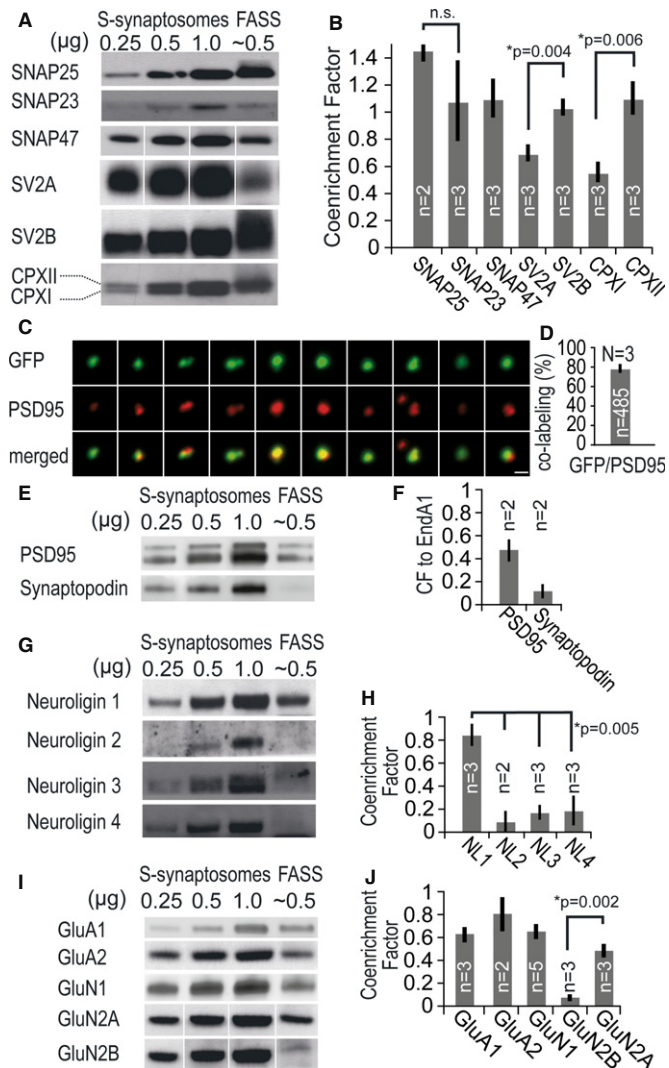 A
S-synaptosomes FASS
(µg) 0.25 0.5 1.0 ~0.5
SNAP25
SNAP23
SNAP47
SV2A
SV2B
CPXII
CPXI
B
Coenrichment Factor
1.4
1.2
1
0.8
0.6
0.4
0.2
0
n.s.
*p=0.004
*p=0.006
n=2 n=3 n=3 n=3 n=3 n=3 n=3
SNAP25 SNAP23 SNAP47 SV2A SV2B CPXI CPXII
C
GFP
PSD95
merged
D
co-labeling (%)
100
80
60
40
20
0
N=3
n=485
GFP/PSD95
E
S-synaptosomes FASS
(µg) 0.25 0.5 1.0 ~0.5
PSD95
Synaptopodin
F
CF to EndA1
1
0.8
0.6
0.4
0.2
0
n=2 n=2
PSD95 Synaptopodin
G
S-synaptosomes FASS
(µg) 0.25 0.5 1.0 ~0.5
Neuroligin 1
Neuroligin 2
Neuroligin 3
Neuroligin 4
H
Coenrichment
Factor
1
0.8
0.6
0.4
0.2
0
*p=0.005
n=3 n=2 n=3 n=3
NL1 NL2 NL3 NL4
I
S-synaptosomes FASS
(µg) 0.25 0.5 1.0 ~0.5
GluA1
GluA2
GluN1
GluN2A
GluN2B
J
Coenrichment
Factor
1
0.8
0.6
0.4
0.2
0
*p=0.002
n=3 n=2 n=5 n=3 n=3
GluA1 GluA2 GluN1 GluN2B GluN2A